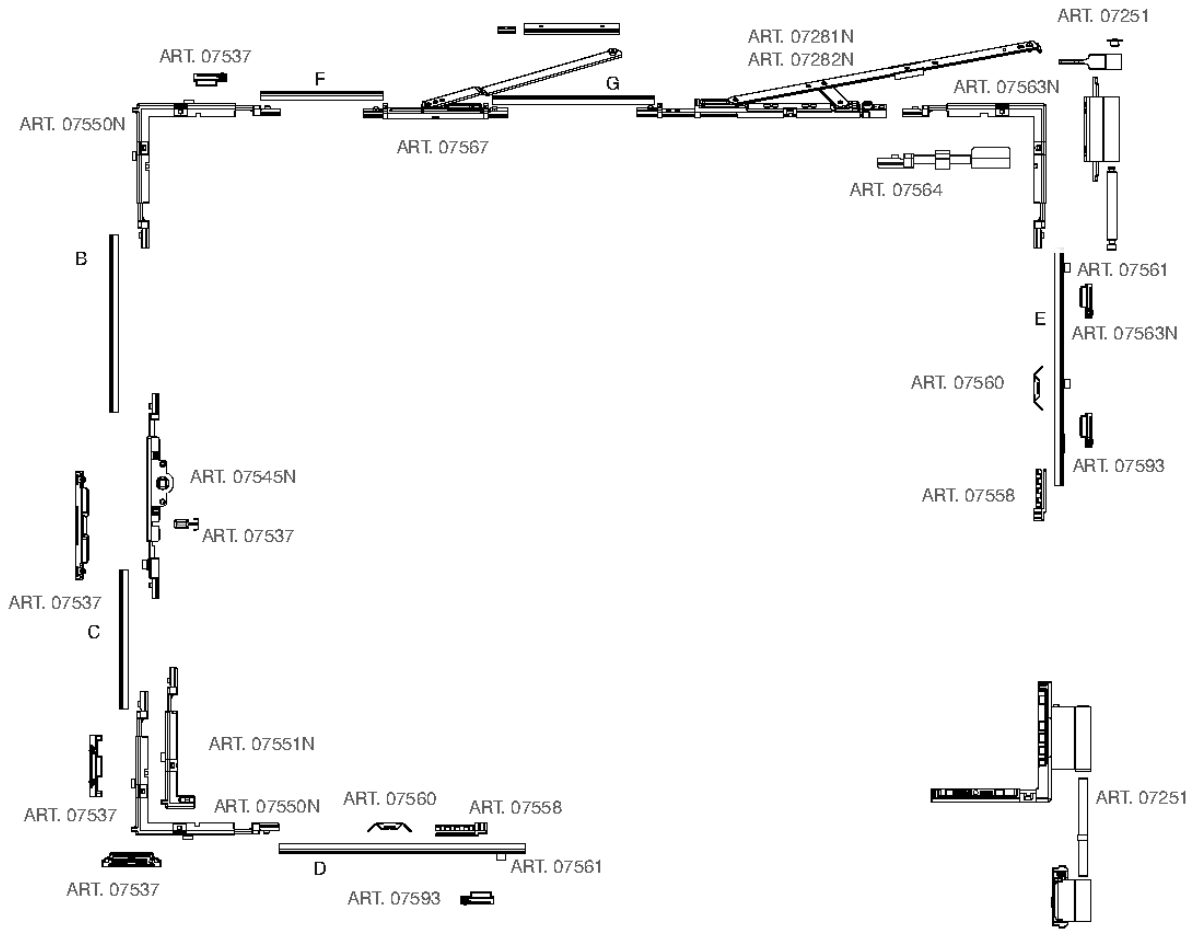 ART. 07251
ART. 07281N
ART. 07282N
ART. 07537
F
G
ART. 07563N
ART. 07550N
ART. 07567
ART. 07564
B
ART. 07561
E
ART. 07563N
ART. 07560
ART. 07593
ART. 07545N
ART. 07558
ART. 07537
ART. 07537
C
ART. 07551N
ART. 07251
ART. 07537
ART. 07550N
ART. 07560
ART. 07558
ART. 07561
D
ART. 07537
ART. 07593